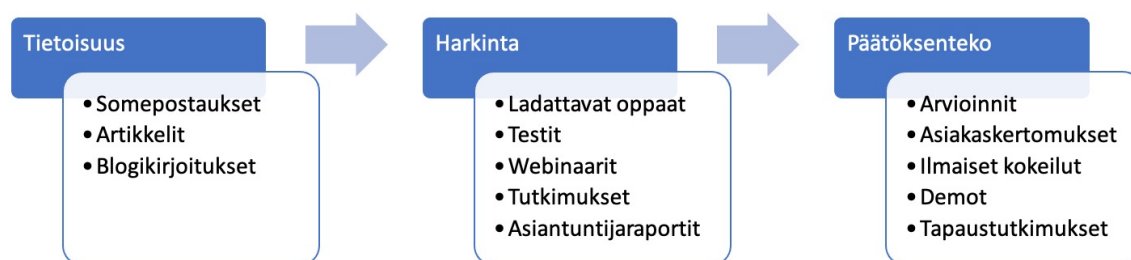 Tietoisuus
• Somepostaukset
• Artikkelit
• Blogikirjoitukset
Harkinta
• Ladattavat oppaat
• Testit
• Webinaarit
• Tutkimukset
• Asiantuntijaraportit
Päätöksenteko
• Arvioinnit
• Asiakaskertomukset
• Ilmaiset kokeilut
• Demot
• Tapaustutkimukset